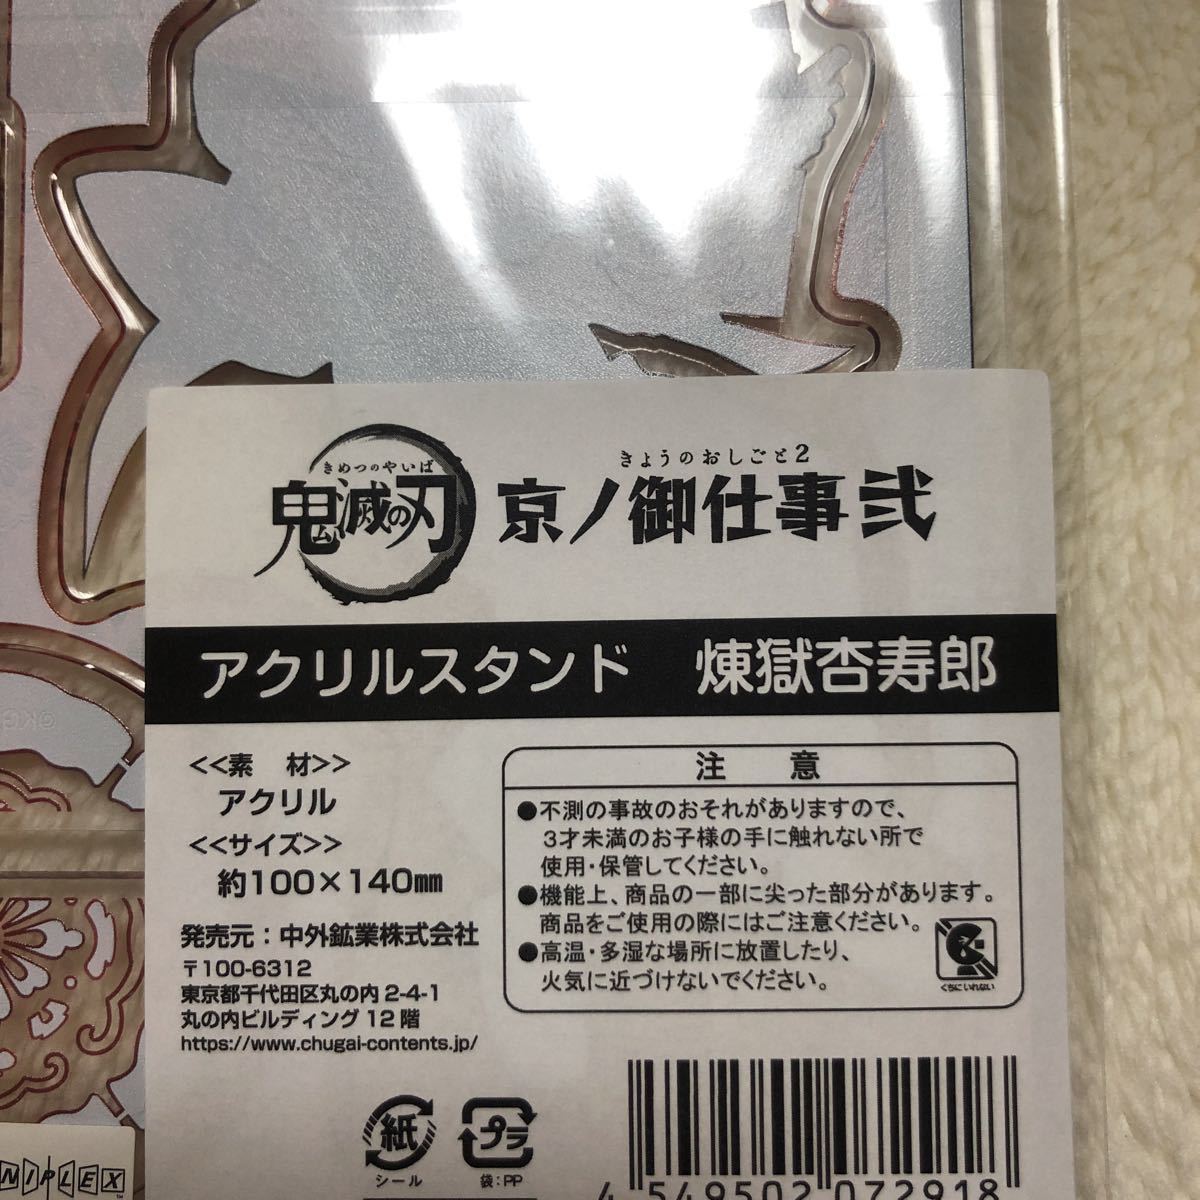 きめつのやいば
鬼滅の刃
きょうのおしごと2
京ノ御仕事弐
アクリルスタンド 煉獄杏寿郎
<<素 材>>
アクリル
<<サイズ>>
約100×140㎜
発売元：中外鉱業株式会社
〒100-6312
東京都千代田区丸の内2-4-1
丸の内ビルディング12階
https://www.chugai-contents.jp/
注 意
●不測の事故のおそれがありますので、
3才未満のお子様の手に触れない所で
使用・保管してください。
●機能上、商品の一部に尖った部分があります。
商品をご使用の際にはご注意ください。
●高温・多湿な場所に放置したり、
火気に近づけないでください。
くちにいれない
紙
シール
プラ
袋：PP
4 549502 072918
NIPLEX